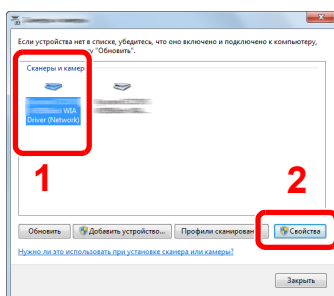 Если устройства нет в списке, убедитесь, что оно включено и подключено к компьютеру,
"Обновить".
Сканеры и камер
WIA
Driver (Network)
1
2
Обновить
Добавить устройство...
Профили сканирован
Свойства
Нужно ли это использовать при установке сканера или камеры?
Закрыть